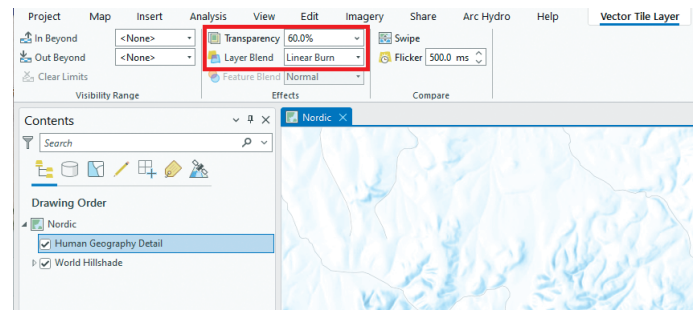 Project Map Insert Analysis View Edit Imagery Share Arc Hydro Help Vector Tile Layer
In Beyond <None> Transparency 60.0% Swipe
Out Beyond <None> Layer Blend Linear Burn Flicker 500.0 ms
Clear Limits Feature Blend Normal
Visibility Range Effects Compare
Contents Nordic
Search
Drawing Order
Nordic
Human Geography Detail
World Hillshade